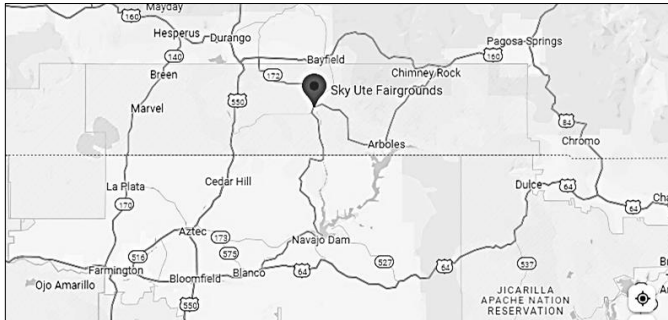 Mayday
160
Hesperus
Durango
Pagosa Springs
Bayfield
160
140
Breen
172
Chimney Rock
Sky Ute Fairgrounds
550
Marvel
84
Arboles
Chromo
La Plata
Cedar Hill
Dulce
64
170
64
Aztec
173
Navajo Dam
516
575
527
537
Farmington
Blanco
64
64
Bloomfield
Ojo Amarillo
550
JICARILLA
APACHE NATION
RESERVATION